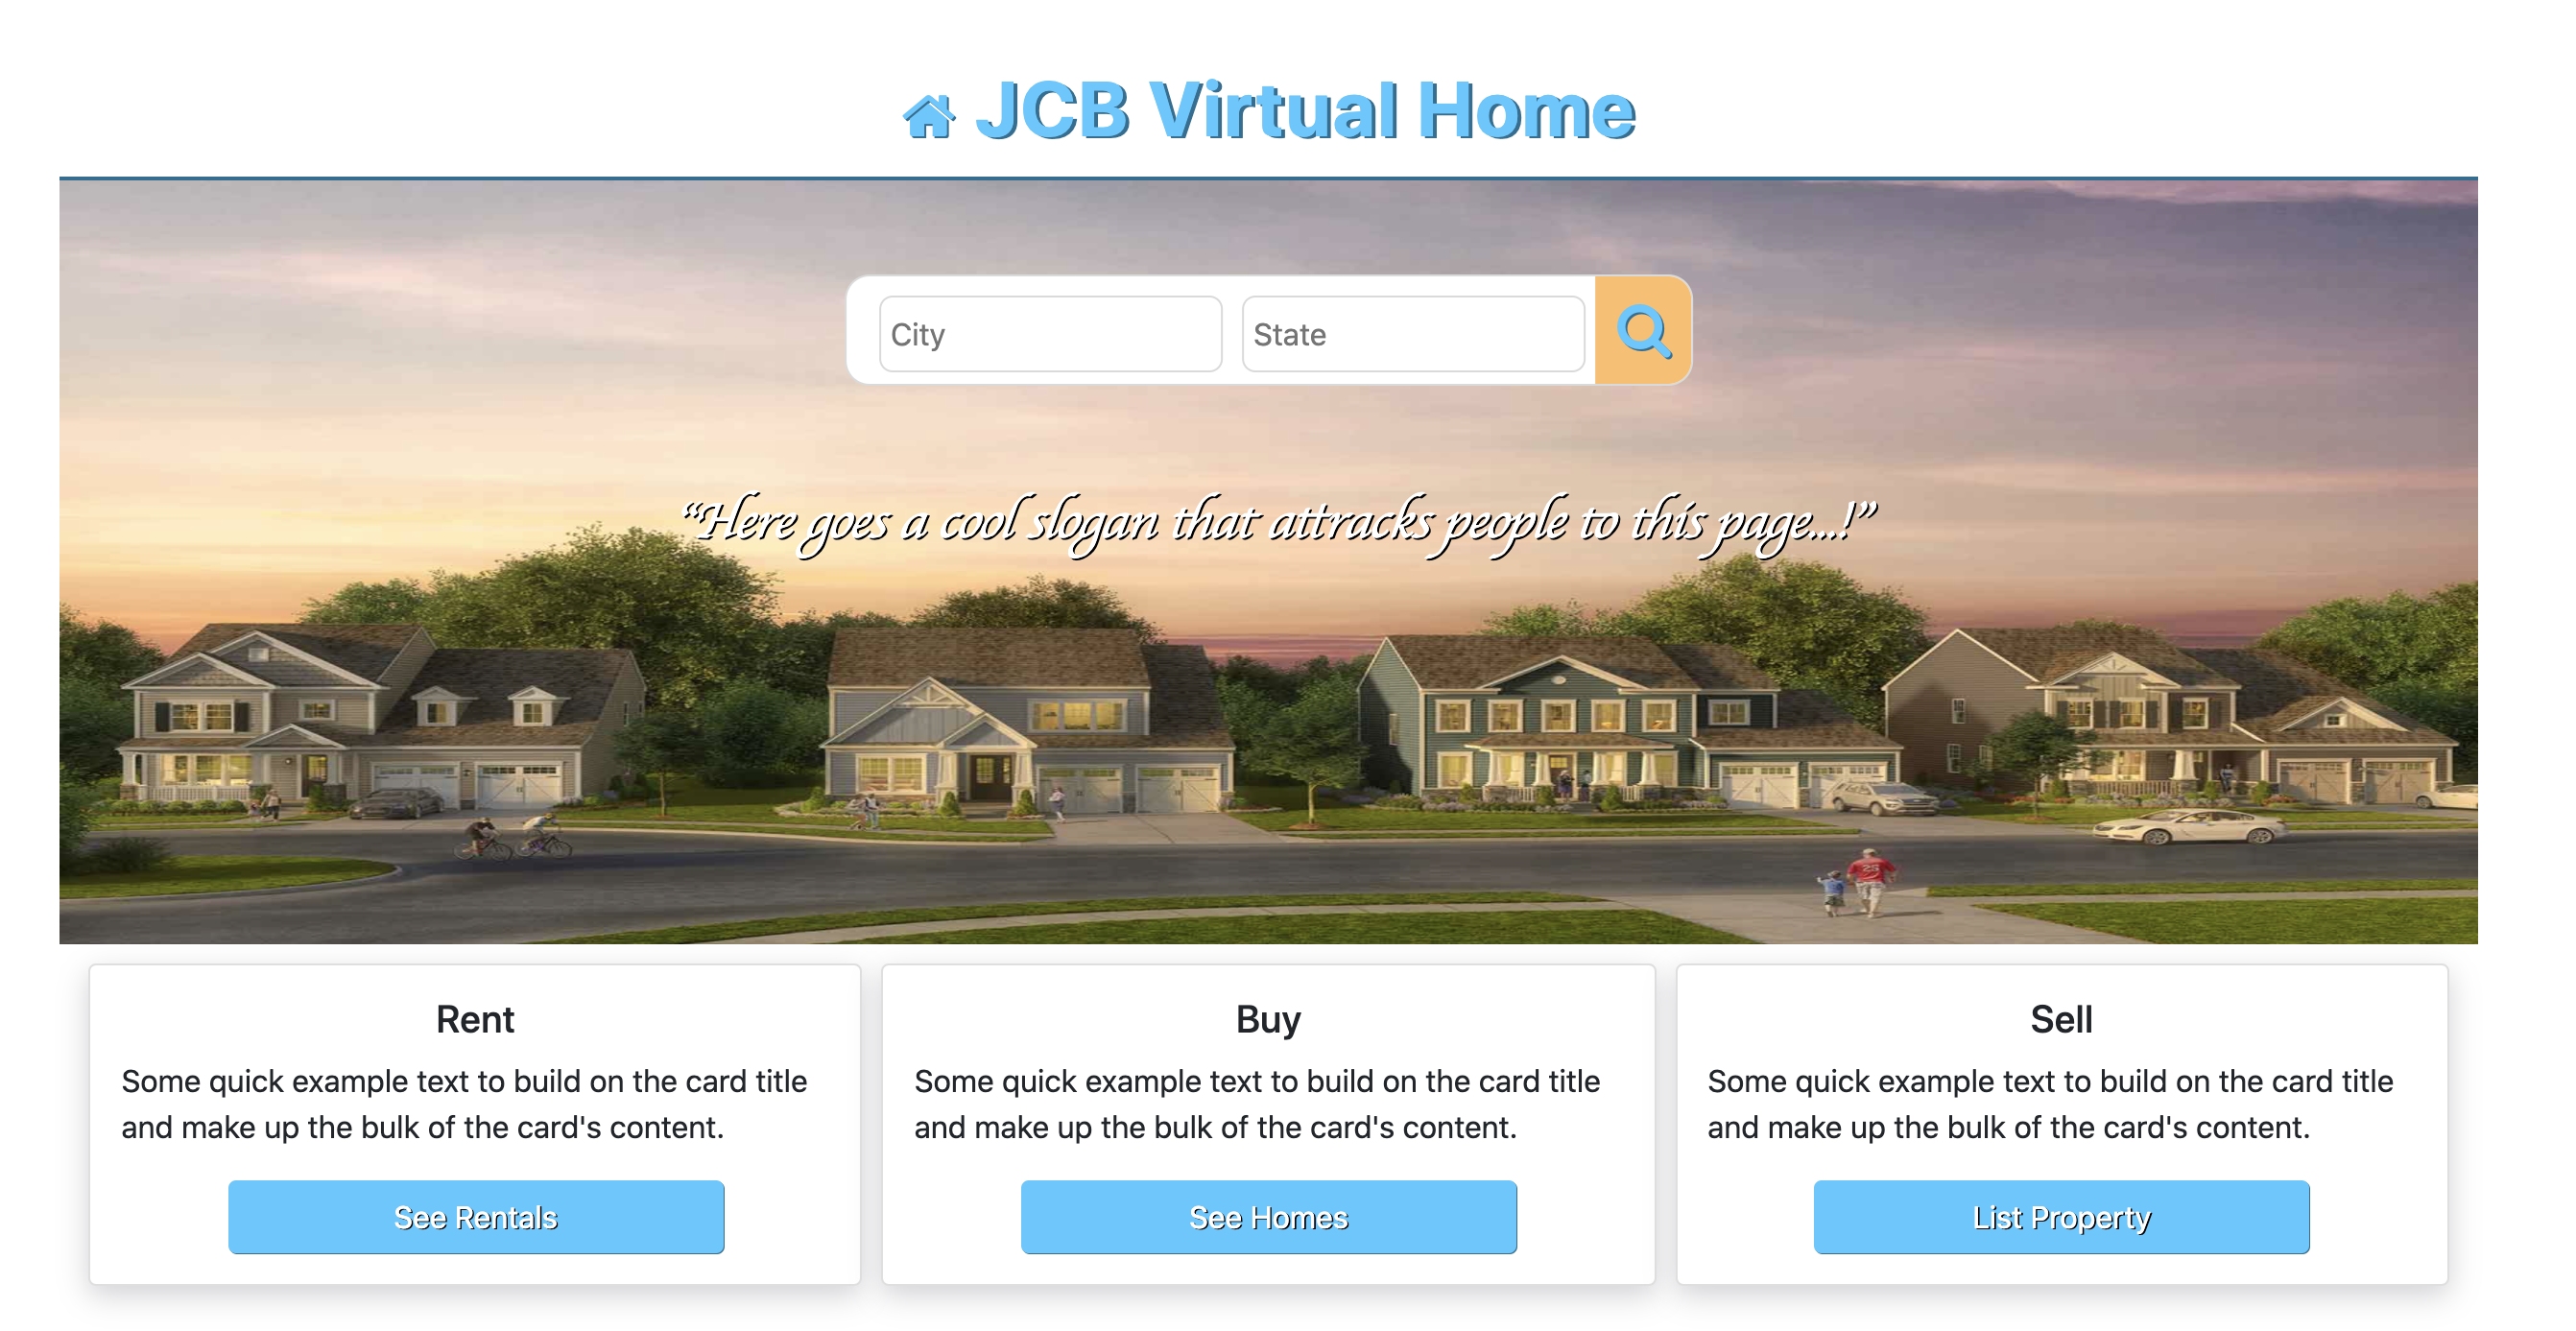 JCB Virtual Home
City
State
“Here goes a cool slogan that attracks people to this page...!”
Rent
Some quick example text to build on the card title
and make up the bulk of the card's content.
See Rentals
Buy
Some quick example text to build on the card title
and make up the bulk of the card's content.
See Homes
Sell
Some quick example text to build on the card title
and make up the bulk of the card's content.
List Property